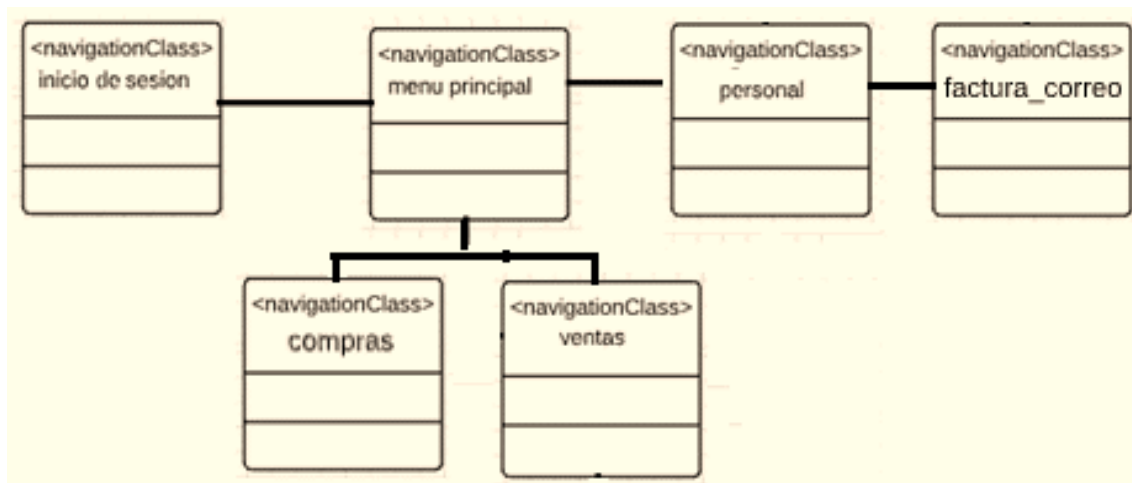 <navigationClass>
inicio de sesion
<navigationClass>
menu principal
<navigationClass>
personal
<navigationClass>
factura_correo
<navigationClass>
compras
<navigationClass>
ventas